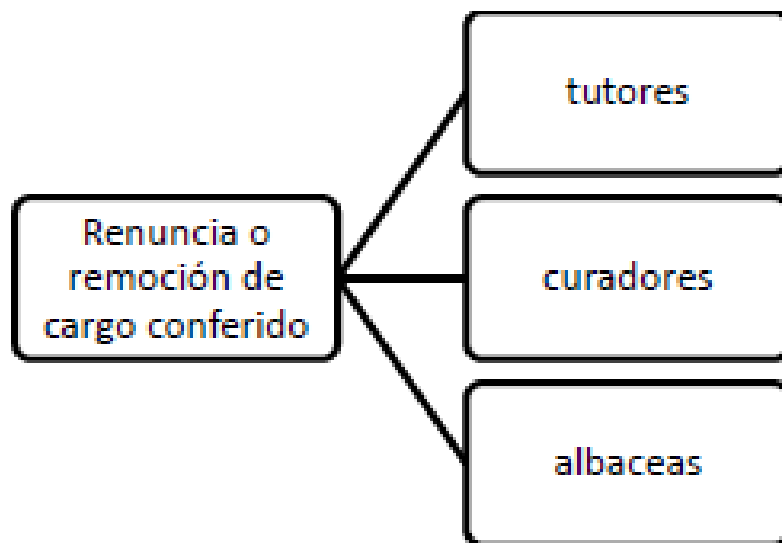 Renuncia o
remoción de
cargo conferido
tutores
curadores
albaceas